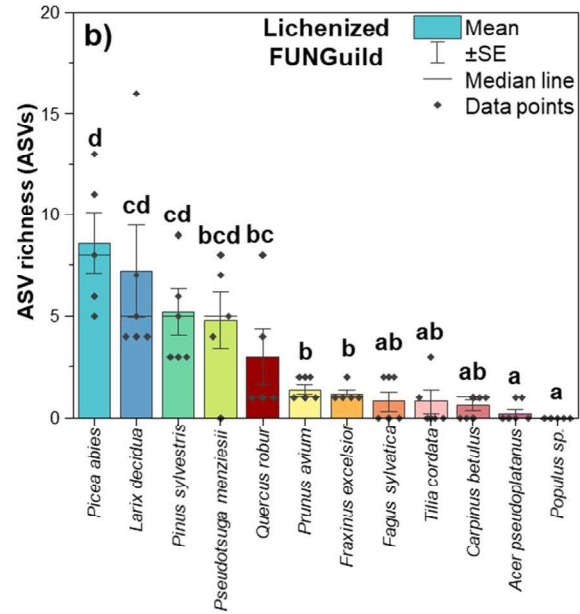 b)
Lichenized
FUNGuild
Mean
±SE
Median line
Data points
ASV richness (ASVs)
20
15
10
5
0
d
cd
cd
bcd
bc
b
b
ab
ab
ab
a
a
Picea abies
Larix decidua
Pinus sylvestris
Pseudotsuga menziesii
Quercus robur
Prunus avium
Fraxinus excelsior
Fagus sylvatica
Tilia cordata
Carpinus betulus
Acer pseudoplatanus
Populus sp.